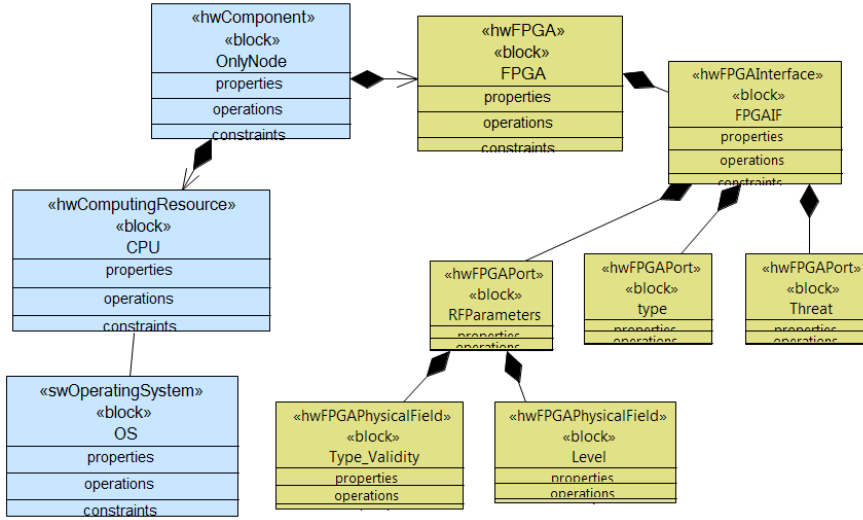 «hwComponent»
«block»
OnlyNode
properties
operations
constraints
«hwFPGA»
«block»
FPGA
properties
operations
constraints
«hwFPGAInterface»
«block»
FPGAIF
properties
operations
constraints
«hwComputingResource»
«block»
CPU
properties
operations
constraints
«hwFPGAPort»
«block»
RFParameters
properties
operations
«hwFPGAPort»
«block»
type
properties
operations
«hwFPGAPort»
«block»
Threat
properties
operations
«swOperatingSystem»
«block»
OS
properties
operations
constraints
«hwFPGAPhysicalField»
«block»
Type_Validity
properties
operations
«hwFPGAPhysicalField»
«block»
Level
properties
operations